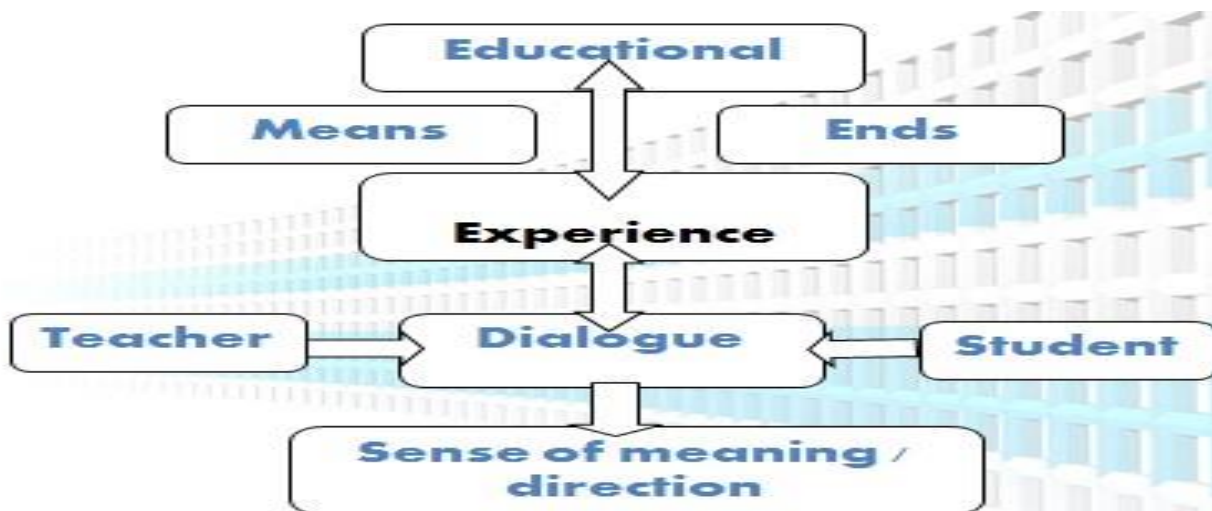 Educational
Means
Ends
Experience
Teacher
Dialogue
Student
Sense of meaning /
direction